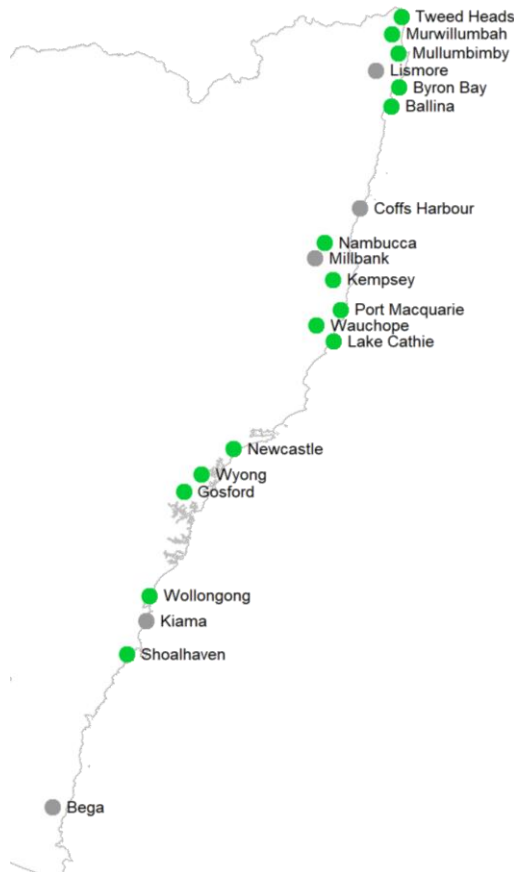 Tweed Heads
Murwillumbah
Mullumbimby
Lismore
Byron Bay
Ballina
Coffs Harbour
Nambucca
Millbank
Kempsey
Port Macquarie
Wauchope
Lake Cathie
Newcastle
Wyong
Gosford
Wollongong
Kiama
Shoalhaven
Bega